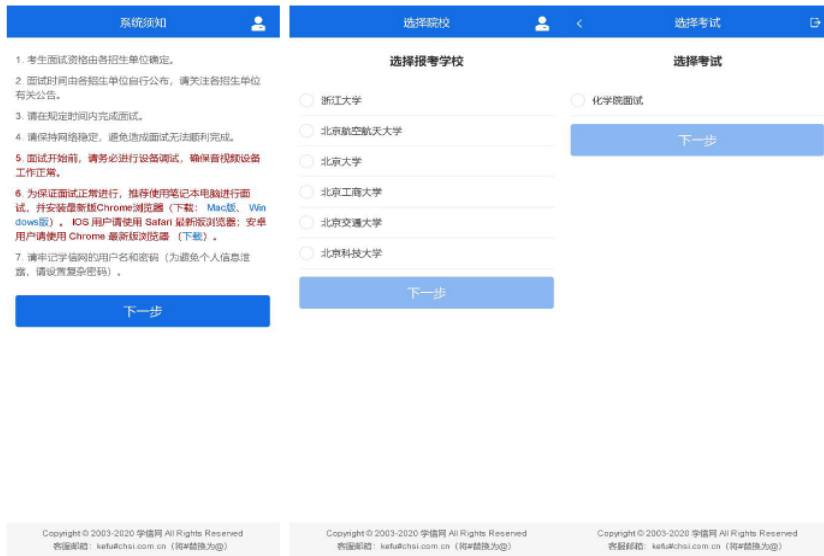 系统须知
1. 考生面试资格由各招生单位确定。
2. 面试时间由各招生单位自行公布，请关注各招生单位
有关公告。
3. 请在规定时间内完成面试。
4. 请保持网络稳定，避免造成面试无法顺利完成。
5. 面试开始前，请务必进行设备调试，确保音视频设备
工作正常。
6. 为保证面试正常进行，推荐使用笔记本电脑进行面
试，并安装最新版Chrome浏览器（下载： Mac版、 Win
dows版）。 IOS 用户请使用 Safari 最新版浏览器；安卓
用户请使用 Chrome 最新版浏览器 （下载）。
7. 请牢记学信网的用户名和密码（为避免个人信息泄
露，请设置复杂密码）。
下一步
Copyright © 2003-2020 学信网 All Rights Reserved
客服邮箱：kefu#chsi.com.cn（将#替换为@）
选择院校
选择报考学校
浙江大学
北京航空航天大学
北京大学
北京工商大学
北京交通大学
北京科技大学
下一步
Copyright © 2003-2020 学信网 All Rights Reserved
客服邮箱：kefu#chsi.com.cn（将#替换为@）
选择考试
选择考试
化学院面试
下一步
Copyright © 2003-2020 学信网 All Rights Reserved
客服邮箱：kefu#chsi.com.cn（将#替换为@）